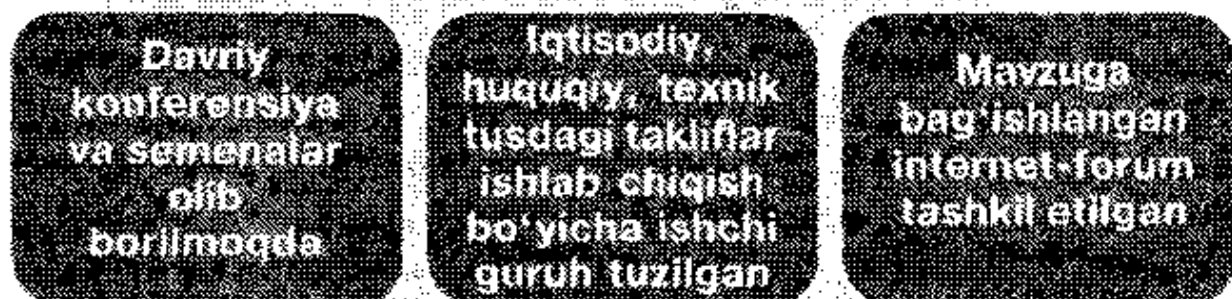 Davriy
konferensiya
va semenalar
olib
borilmoqda
Iqtisodiy,
huquqiy, texnik
tusdagi takliflar
ishlab chiqish
bo‘yicha ishchi
guruh tuzilgan
Mavzuga
bag‘ishlangan
internet-forum
tashkil etilgan